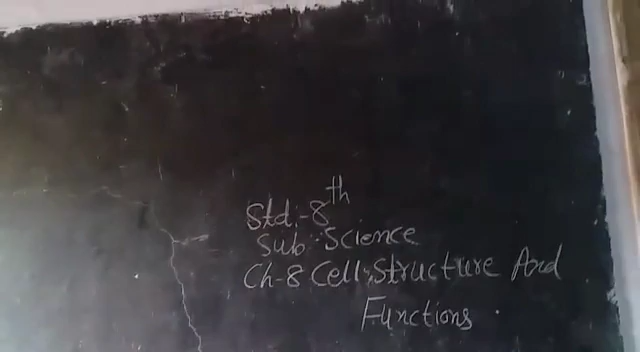 Std:-8th
Sub:-Science
Ch-8 Cell:Structure And
Functions.